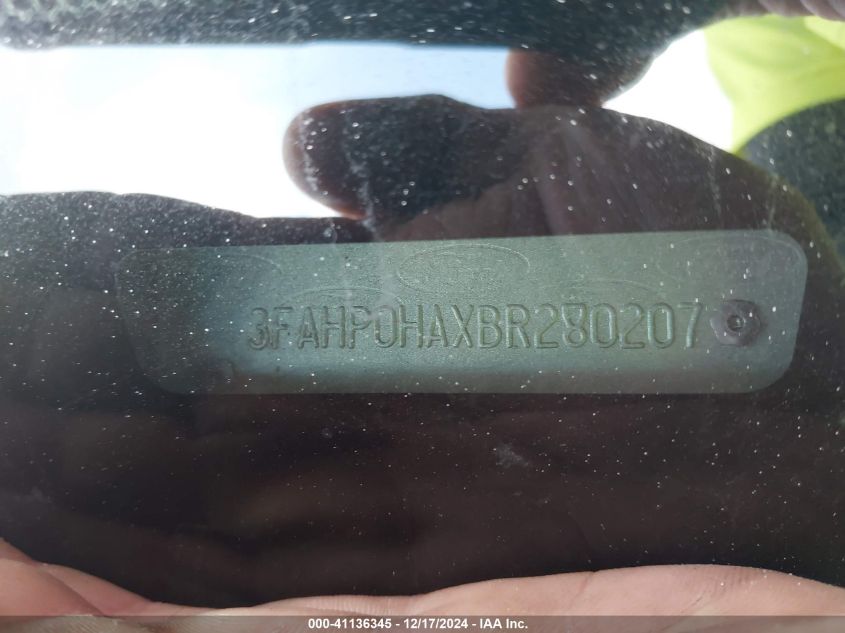 3FAHP0HAXBR280207
000-41136345 - 12/17/2024 - IAA Inc.